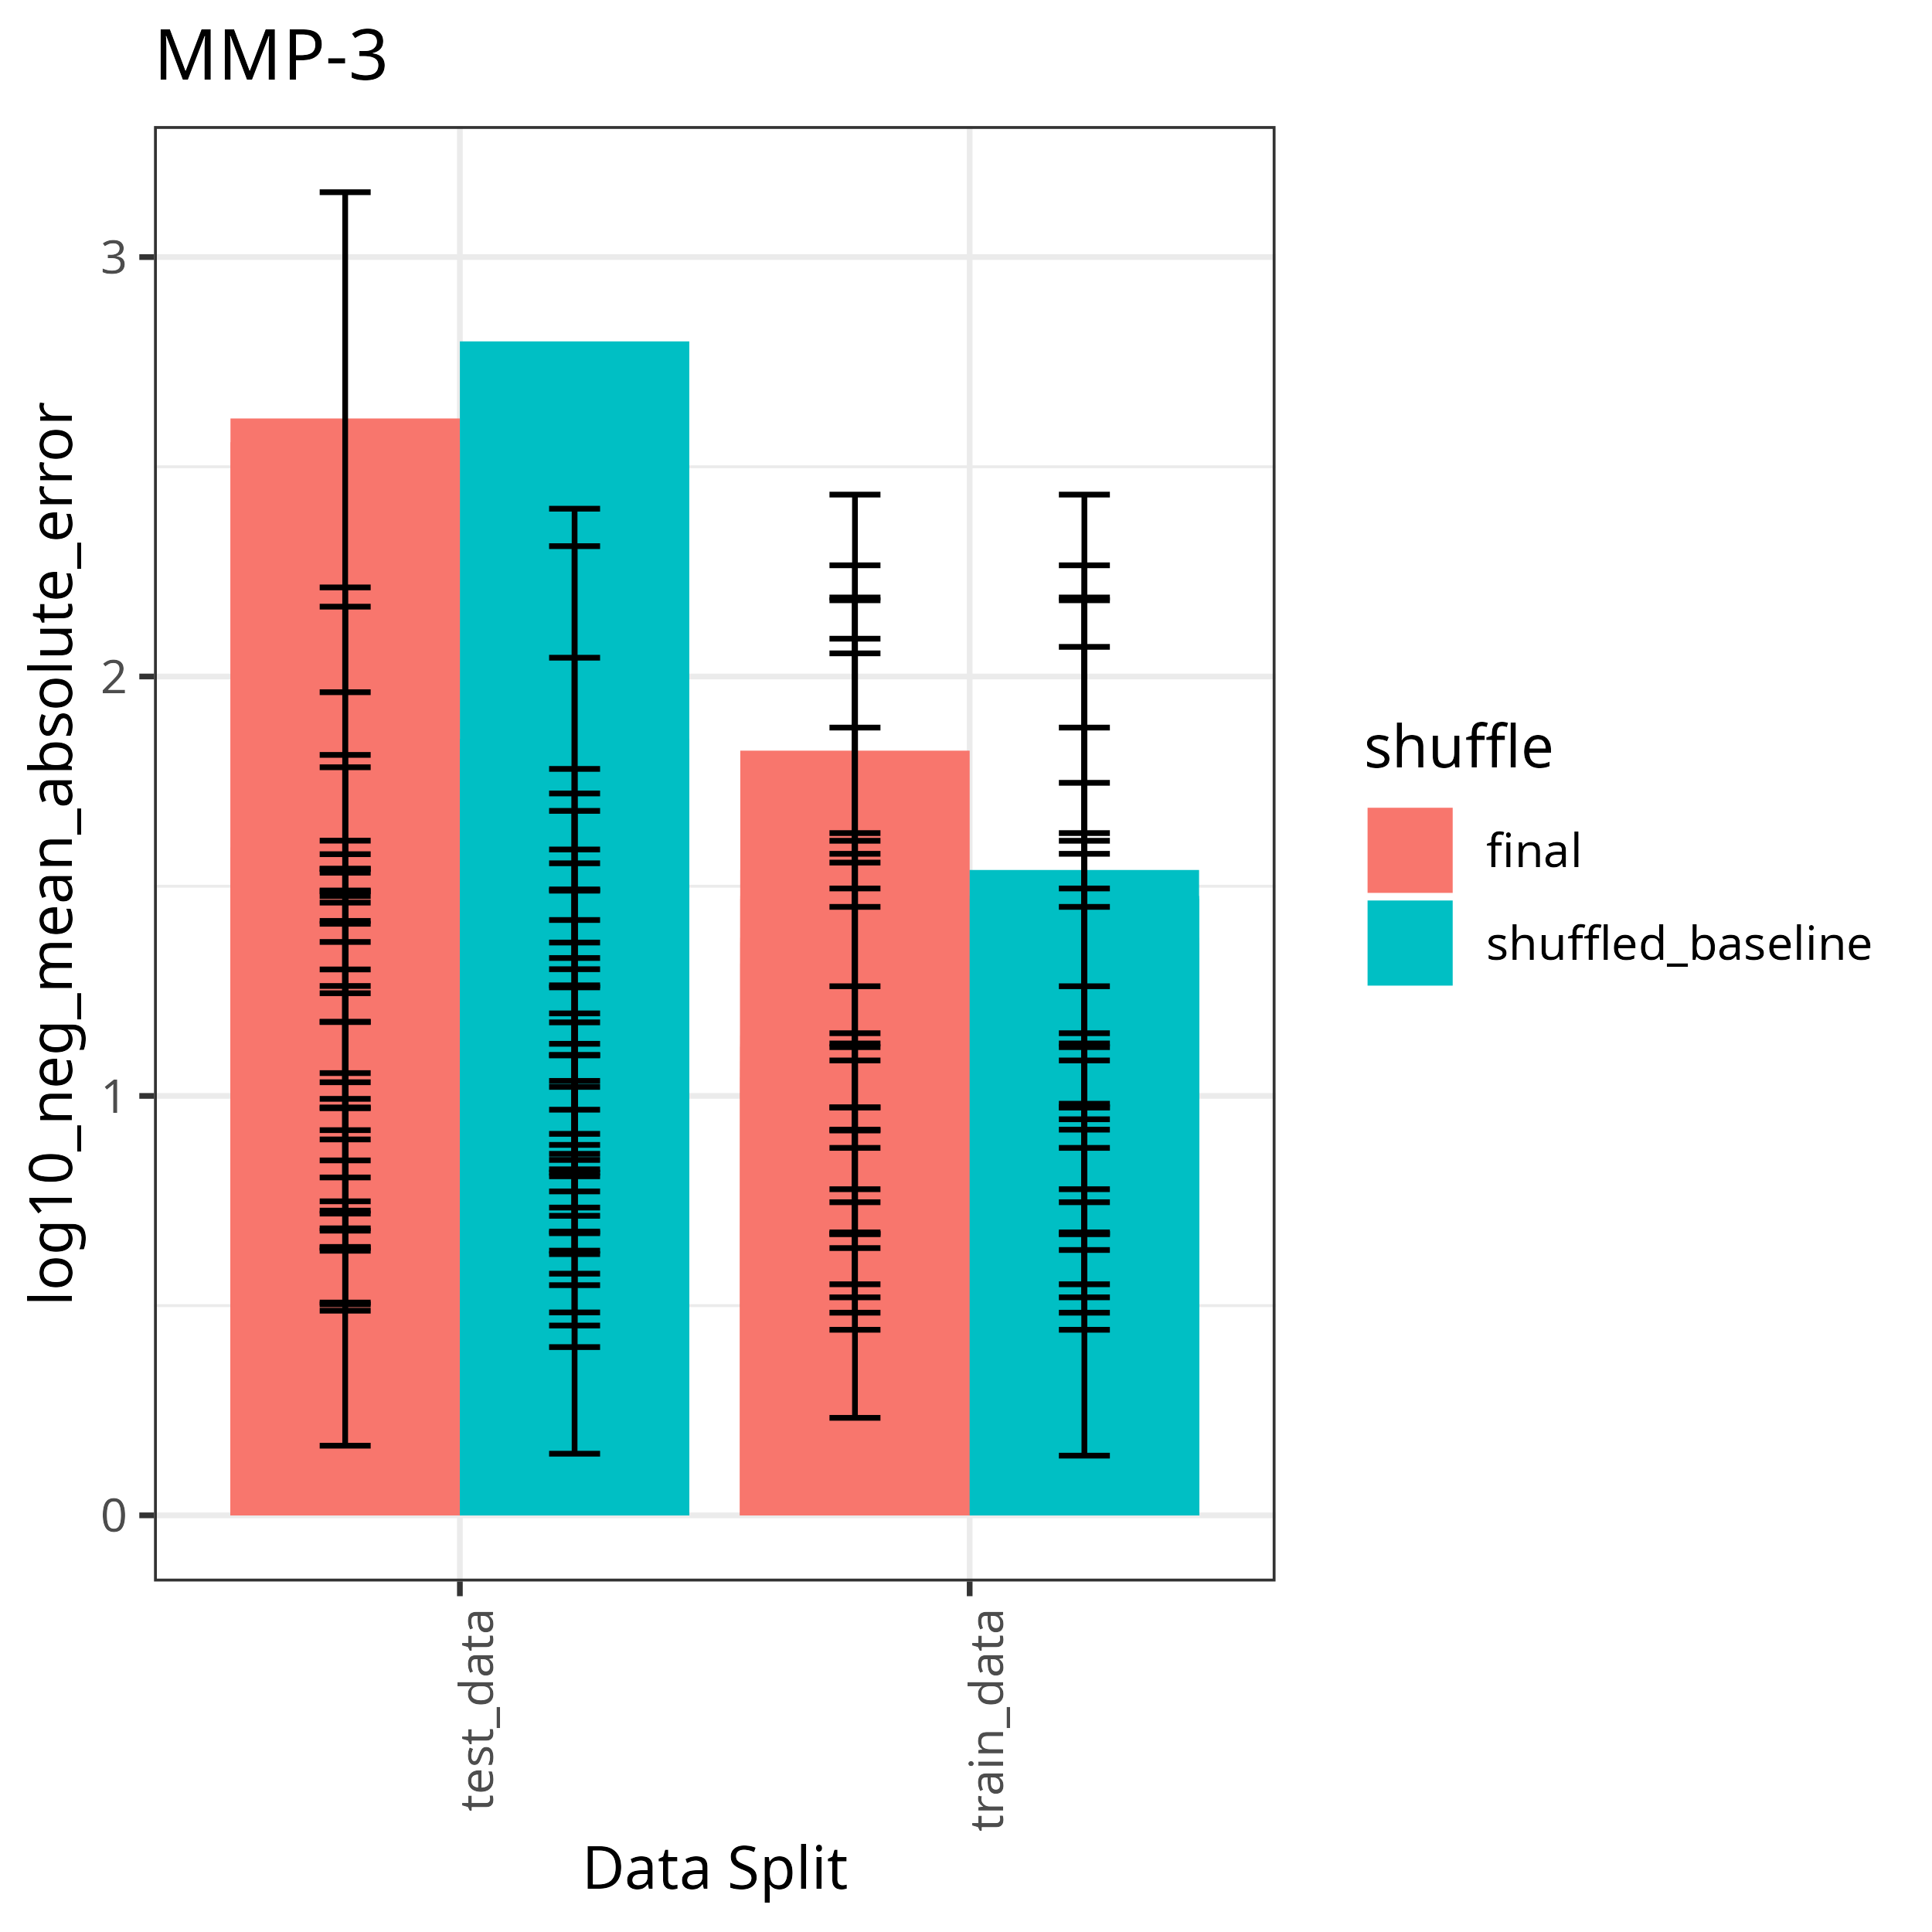 MMP-3
log10_neg_mean_absolute_error
3
2
1
0
test_data
train_data
Data Split
shuffle
final
shuffled_baseline